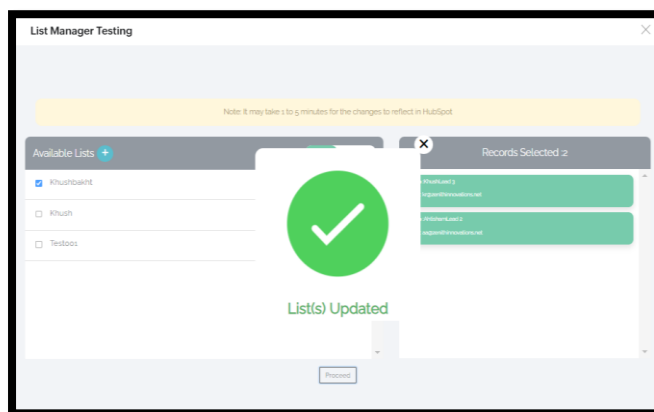 List Manager Testing
Note: It may take 1 to 5 minutes for the changes to reflect in HubSpot
Available Lists +
Records Selected :2
Khushbakht
Khush
Testoos
List(s) Updated
Proceed